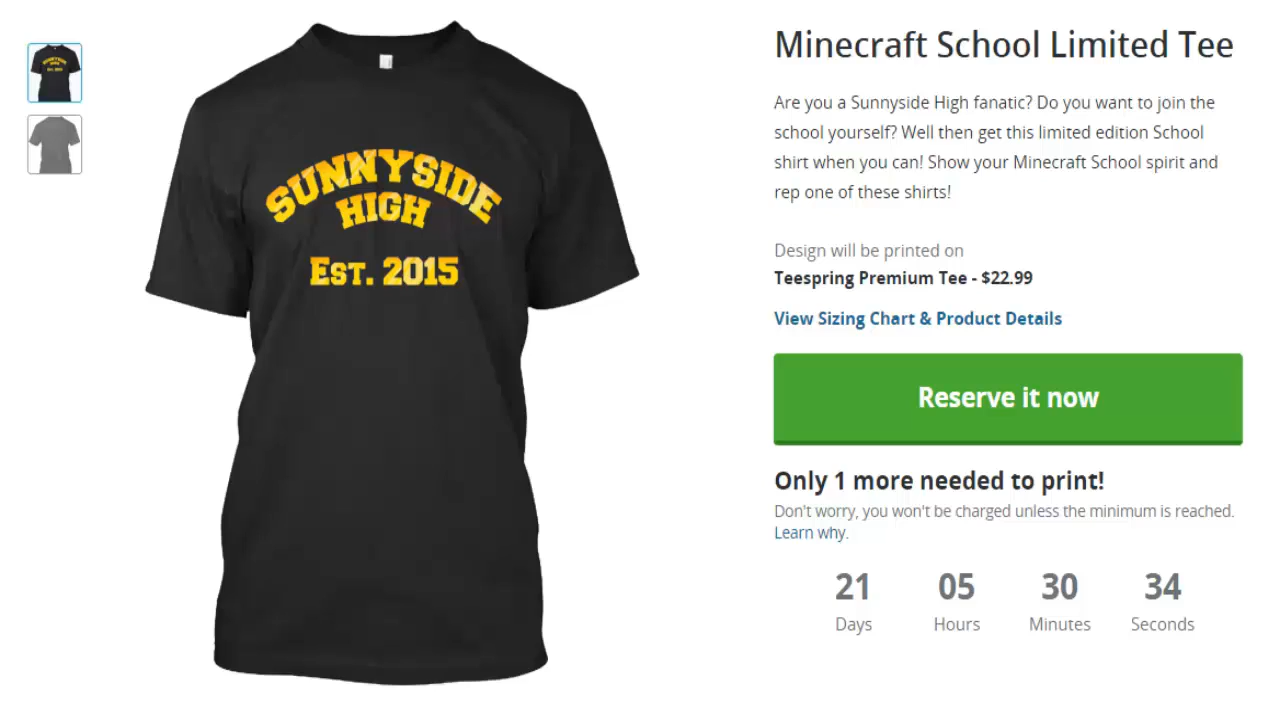 SUNNYSIDE
HIGH
EST. 2015
Minecraft School Limited Tee
Are you a Sunnyside High fanatic? Do you want to join the
school yourself? Well then get this limited edition School
shirt when you can! Show your Minecraft School spirit and
rep one of these shirts!
Design will be printed on
Teespring Premium Tee - $22.99
View Sizing Chart & Product Details
Reserve it now
Only 1 more needed to print!
Don't worry, you won't be charged unless the minimum is reached.
Learn why.
21 05 30 34
Days Hours Minutes Seconds